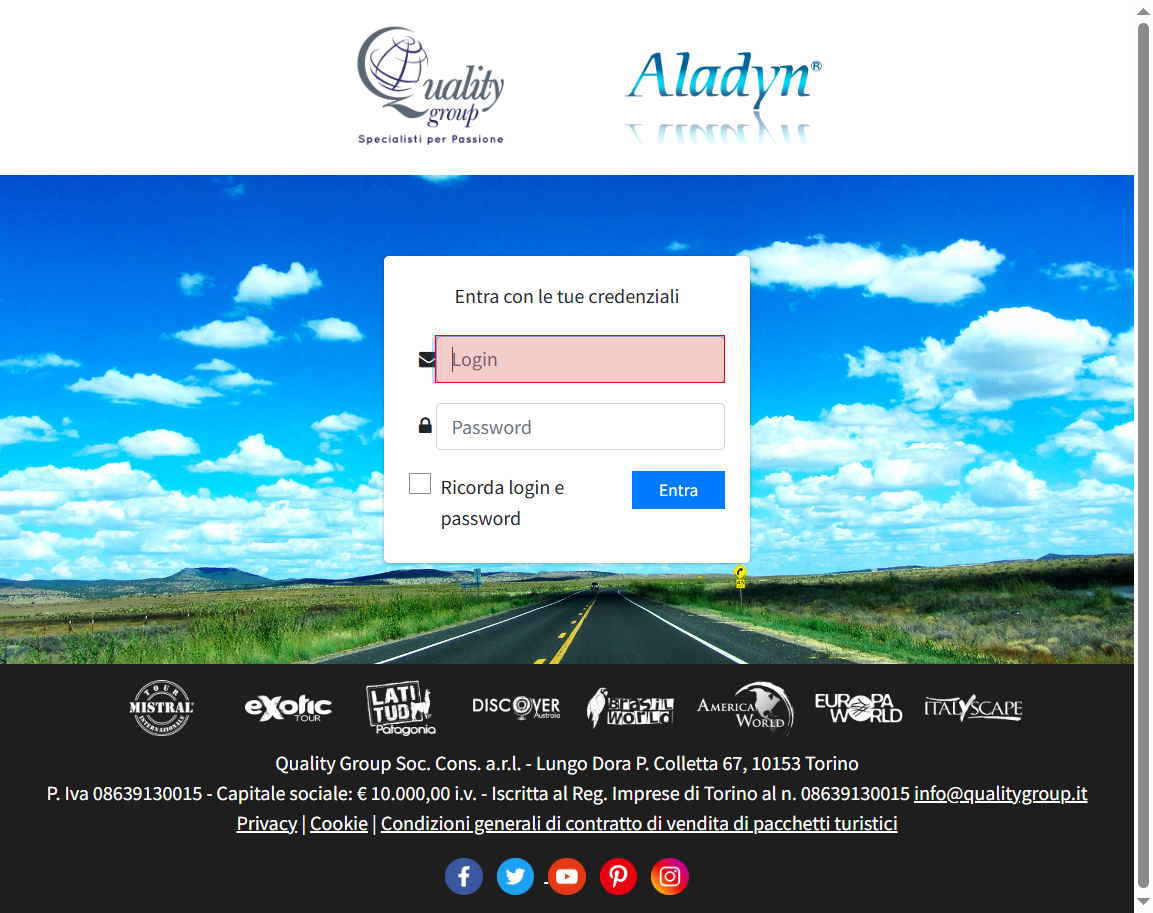 Quality
group
Specialisti per Passione
Aladyn®
Entra con le tue credenziali
Login
Password
Ricorda login e
password
Entra
TOUR
MISTRAL
INTERNAZIONALE
eXotic
TOUR
LATI
TUD
Patagonia
DISCOVER
Australia
BRASIL
WORLD
AMERICA
WORLD
EUROPA
WORLD
ITALYSCAPE
Quality Group Soc. Cons. a.r.l. - Lungo Dora P. Colletta 67, 10153 Torino
P. Iva 08639130015 - Capitale sociale: € 10.000,00 i.v. - Iscritta al Reg. Imprese di Torino al n. 08639130015 info@qualitygroup.it
Privacy | Cookie | Condizioni generali di contratto di vendita di pacchetti turistici